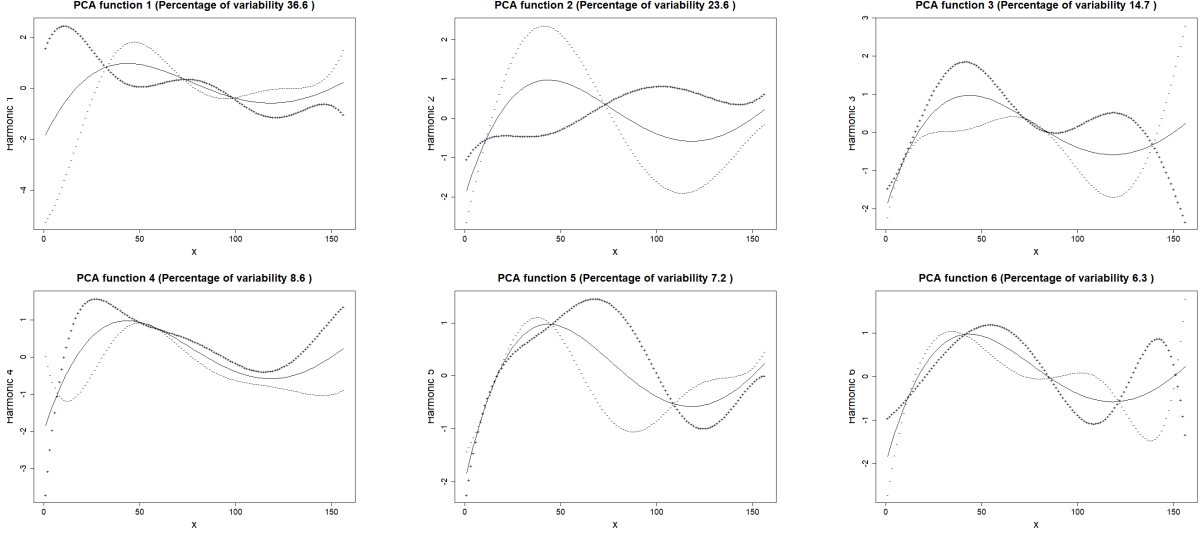 PCA function 1 (Percentage of variability 36.6 )
Harmonic 1
2
0
-2
-4
0
50
100
150
x
PCA function 2 (Percentage of variability 23.6 )
Harmonic 2
2
1
0
-1
-2
0
50
100
150
x
PCA function 3 (Percentage of variability 14.7 )
Harmonic 3
3
2
1
0
-1
-2
0
50
100
150
x
PCA function 4 (Percentage of variability 8.6 )
Harmonic 4
1
0
-1
-2
-3
0
50
100
150
x
PCA function 5 (Percentage of variability 7.2 )
Harmonic 5
1
0
-1
-2
0
50
100
150
x
PCA function 6 (Percentage of variability 6.3 )
Harmonic 6
1
0
-1
-2
0
50
100
150
x